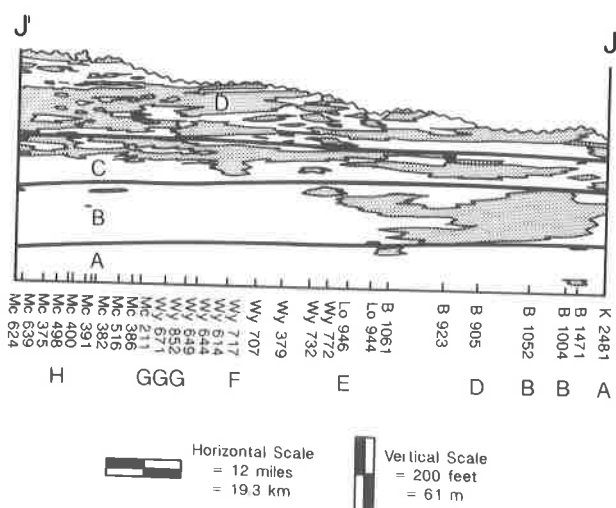 J' J
D
C
B
A
Mc 624 Mc 639 Mc 375 Mc 498 Mc 400 Mc 391 Mc 382 Mc 516 Mc 386 Mc 211 Wy 671 Wy 852 Wy 649 Wy 644 Wy 614 Wy 717 Wy 707 Wy 379 Wy 732 Wy 772 Lo 946 Lo 944 B 1061 B 923 B 905 B 1052 B 1004 B 1471 K 2481
H GGG F E D B B A
Horizontal Scale
= 12 miles
= 19.3 km
Vertical Scale
= 200 feet
= 61 m